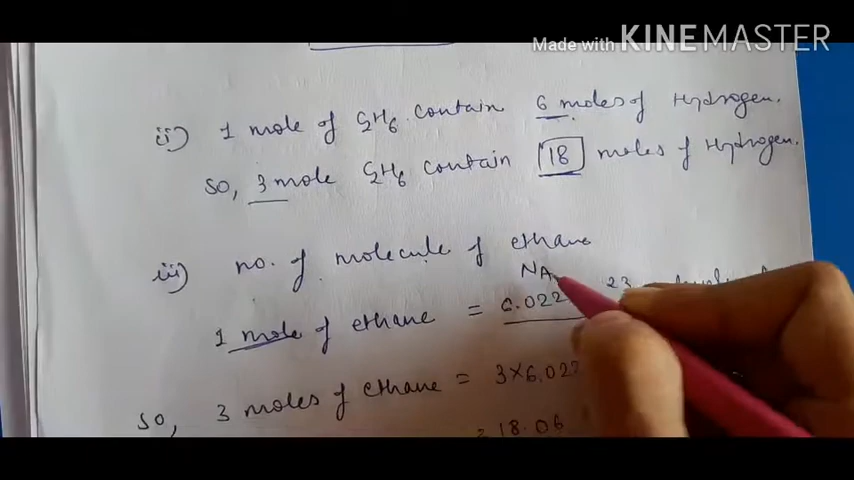 Made with KINEMASTER
ii) 1 mole of C2H6 contain 6 moles of Hydrogen.
So, 3 mole C2H6 contain 18 moles of Hydrogen.
iii) no. of molecule of ethane
NA
1 mole of ethane = 6.022 23
So, 3 moles of ethane = 3×6.022
= 18.06